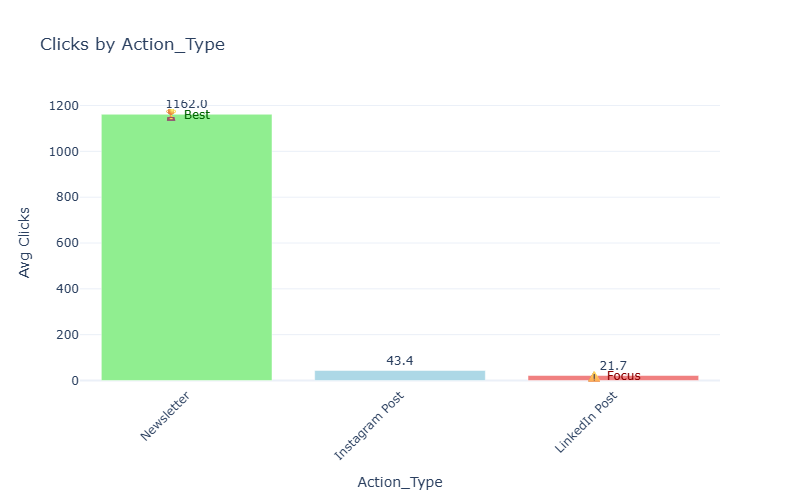 Clicks by Action_Type
1162.0
🏆 Best
43.4
21.7
⚠️ Focus
1200
1000
800
600
400
200
0
Avg Clicks
Newsletter
Instagram Post
LinkedIn Post
Action_Type